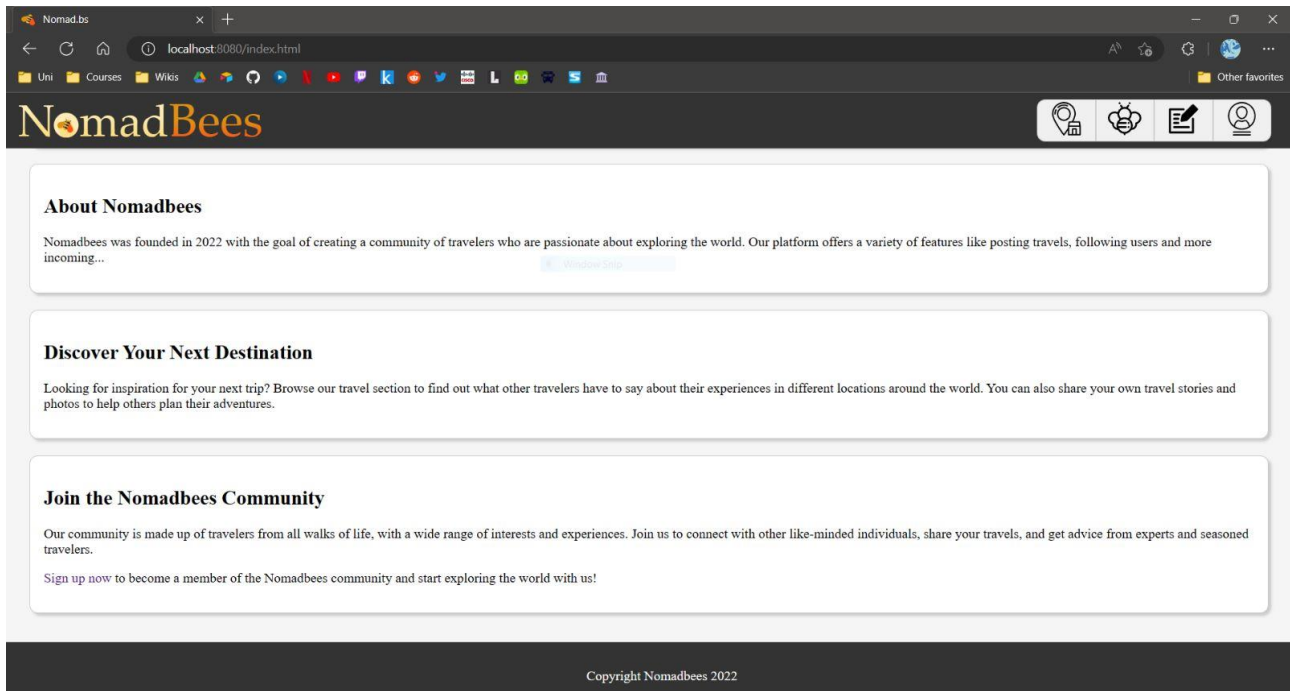 Nomad.bs
localhost:8080/index.html
Uni Courses Wikis Other favorites
NomadBees
About Nomadbees
Nomadbees was founded in 2022 with the goal of creating a community of travelers who are passionate about exploring the world. Our platform offers a variety of features like posting travels, following users and more
incoming...
Window Snip
Discover Your Next Destination
Looking for inspiration for your next trip? Browse our travel section to find out what other travelers have to say about their experiences in different locations around the world. You can also share your own travel stories and
photos to help others plan their adventures.
Join the Nomadbees Community
Our community is made up of travelers from all walks of life, with a wide range of interests and experiences. Join us to connect with other like-minded individuals, share your travels, and get advice from experts and seasoned
travelers.
Sign up now to become a member of the Nomadbees community and start exploring the world with us!
Copyright Nomadbees 2022